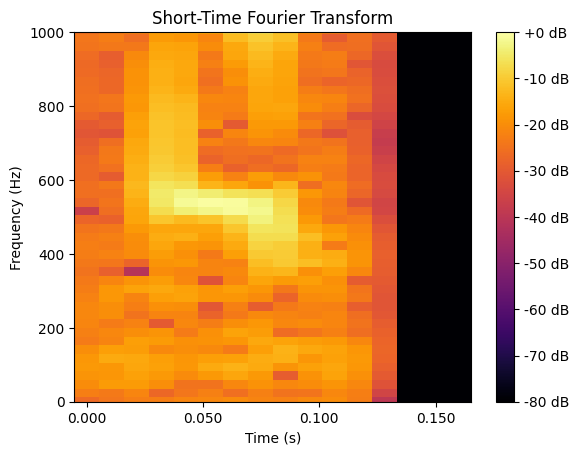 Short-Time Fourier Transform
1000
800
600
400
200
0
Frequency (Hz)
0.000
0.050
0.100
0.150
Time (s)
+0 dB
-10 dB
-20 dB
-30 dB
-40 dB
-50 dB
-60 dB
-70 dB
-80 dB